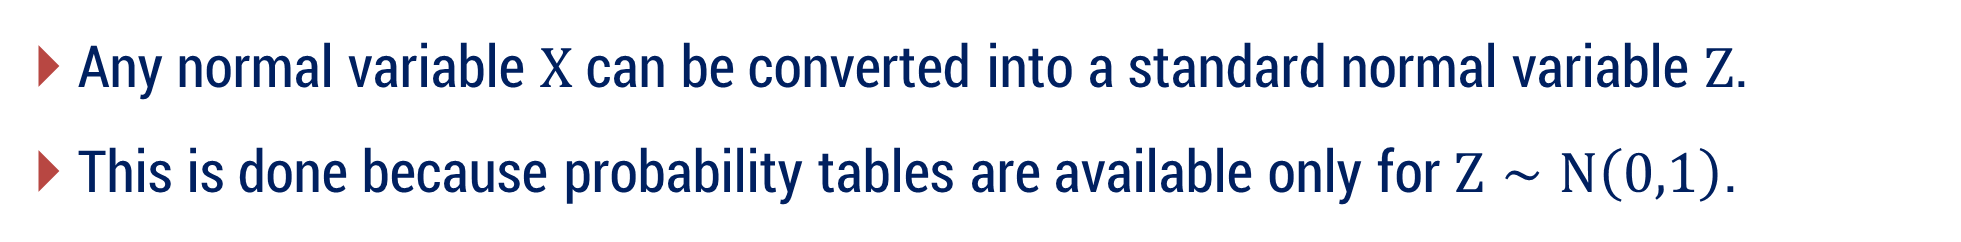 Any normal variable X can be converted into a standard normal variable Z.
This is done because probability tables are available only for Z ~ N(0,1).